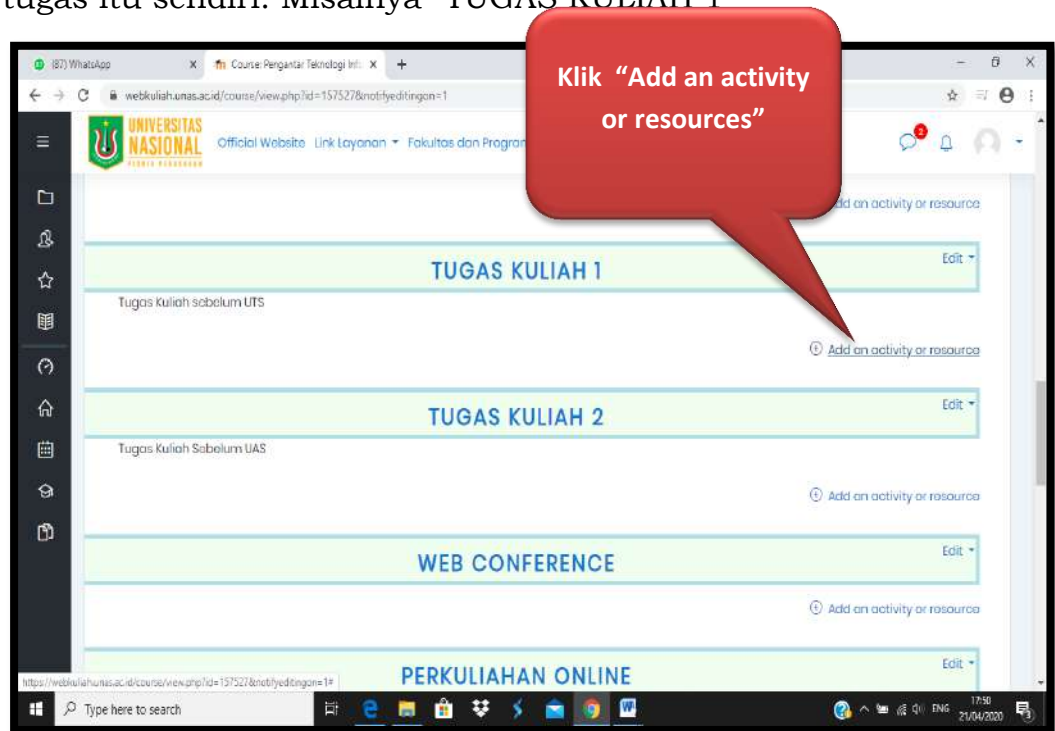 tugas itu sendiri. Misalnya "TUGAS KULIAH 1"
Klik “Add an activity
or resources”
(87) WhatsApp
Course: Pengantar Teknologi Inf
webkuliah.unas.ac.id/course/view.php?id=157527&notifyeditingon=1
UNIVERSITAS
NASIONAL
Official Website Link Layanan Fakultas dan Program
2
Add an activity or resource
TUGAS KULIAH 1
Edit
Tugas Kuliah sebelum UTS
Add an activity or resource
TUGAS KULIAH 2
Edit
Tugas Kuliah Sebelum UAS
Add an activity or resource
WEB CONFERENCE
Edit
Add an activity or resource
PERKULIAHAN ONLINE
Edit
https://webkuliah.unas.ac.id/course/view.php?id=157527&notifyeditingon=1#
Type here to search
ENG
17:50
21/04/2020
3